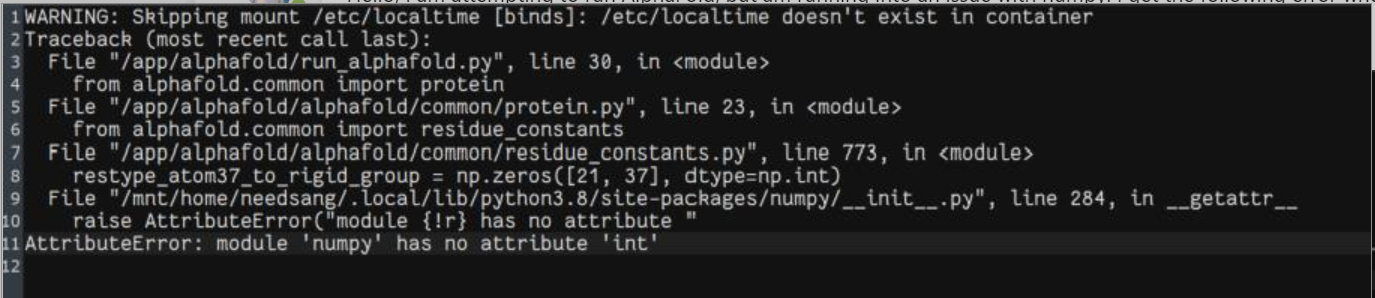 1 WARNING: Skipping mount /etc/localtime [binds]: /etc/localtime doesn't exist in container
2 Traceback (most recent call last):
3   File "/app/alphafold/run_alphafold.py", line 30, in <module>
4     from alphafold.common import protein
5   File "/app/alphafold/alphafold/common/protein.py", line 23, in <module>
6     from alphafold.common import residue_constants
7   File "/app/alphafold/alphafold/common/residue_constants.py", line 773, in <module>
8     restype_atom37_to_rigid_group = np.zeros([21, 37], dtype=np.int)
9   File "/mnt/home/needsang/.local/lib/python3.8/site-packages/numpy/__init__.py", line 284, in __getattr__
10     raise AttributeError("module {!r} has no attribute "
11 AttributeError: module 'numpy' has no attribute 'int'
12